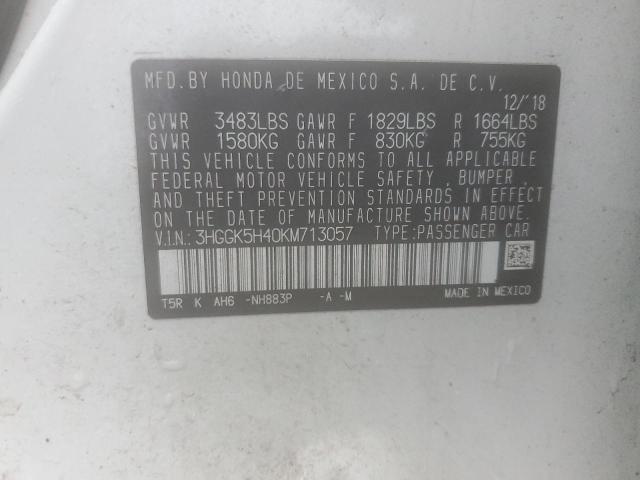 MFD. BY HONDA DE MEXICO S.A. DE C.V.
12/'18
GVWR 3483LBS GAWR F 1829LBS R 1664LBS
GVWR 1580KG GAWR F 830KG R 755KG
THIS VEHICLE CONFORMS TO ALL APPLICABLE
FEDERAL MOTOR VEHICLE SAFETY , BUMPER ,
AND THEFT PREVENTION STANDARDS IN EFFECT
ON THE DATE OF MANUFACTURE SHOWN ABOVE.
V.I.N.: 3HGGK5H40KM713057 TYPE:PASSENGER CAR
T5R K AH6 -NH883P -A -M
MADE IN MEXICO